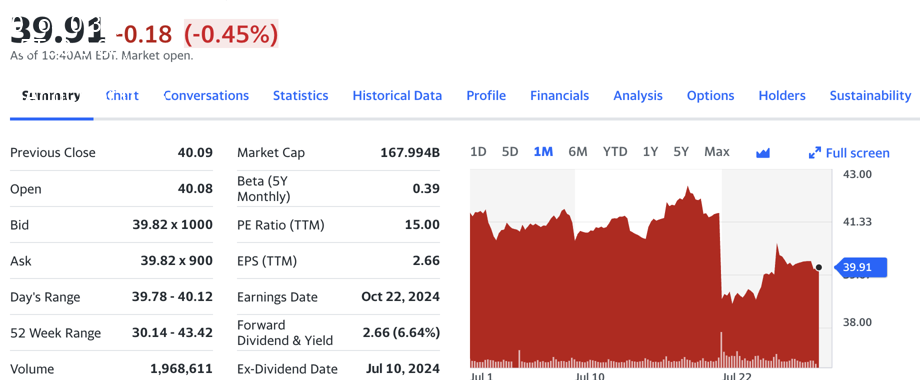 39.91 -0.18 (-0.45%)
As of 10:40AM EDT. Market open.
Summary Chart Conversations Statistics Historical Data Profile Financials Analysis Options Holders Sustainability
Previous Close 40.09
Open 40.08
Bid 39.82 x 1000
Ask 39.82 x 900
Day's Range 39.78 - 40.12
52 Week Range 30.14 - 43.42
Volume 1,968,611
Market Cap 167.994B
Beta (5Y
Monthly) 0.39
PE Ratio (TTM) 15.00
EPS (TTM) 2.66
Earnings Date Oct 22, 2024
Forward
Dividend & Yield 2.66 (6.64%)
Ex-Dividend Date Jul 10, 2024
1D 5D 1M 6M YTD 1Y 5Y Max Full screen
43.00
41.33
39.91
38.00
Jul 1 Jul 10 Jul 22